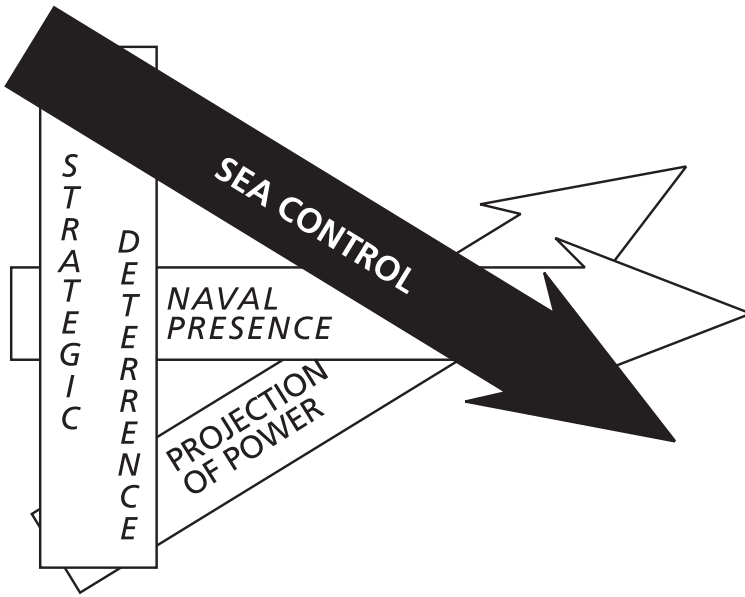 SEA CONTROL
STRATEGIC
DETERRENCE
NAVAL
PRESENCE
PROJECTION
OF POWER